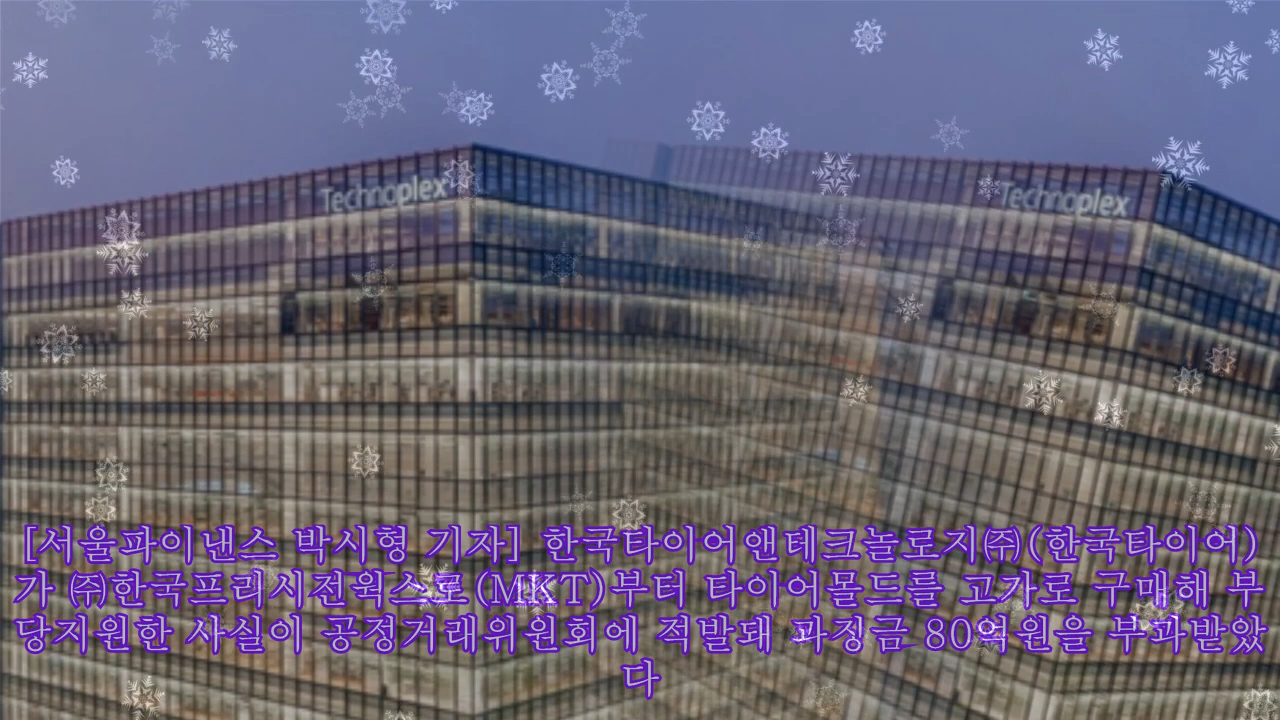 Technoplex
Technoplex
[서울파이낸스 박시형 기자] 한국타이어앤테크놀로지㈜(한국타이어)
가 ㈜한국프리시전웍스로(MKT)부터 타이어몰드를 고가로 구매해 부
당지원한 사실이 공정거래위원회에 적발돼 과징금 80억원을 부과받았
다